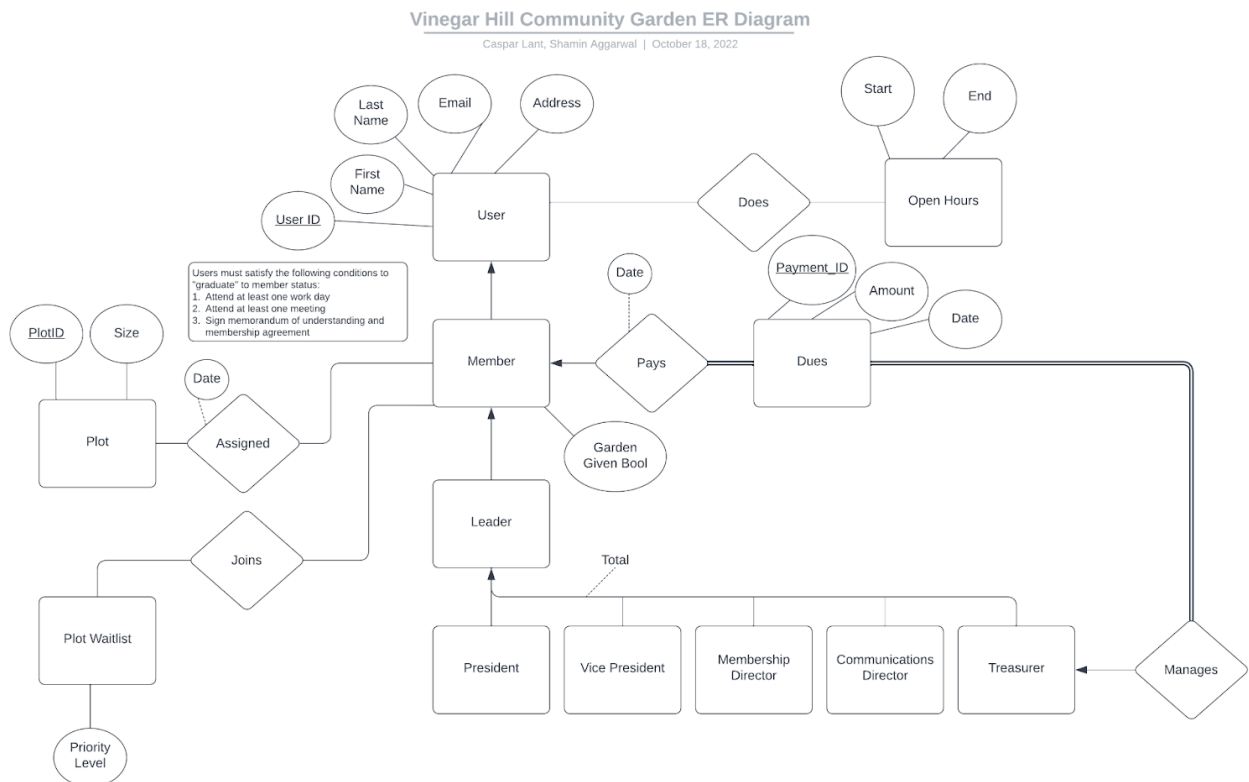 Vinegar Hill Community Garden ER Diagram
Caspar Lant, Shamin Aggarwal | October 18, 2022
Last
Name
Email
Address
Start
End
First
Name
User ID
User
Does
Open Hours
Users must satisfy the following conditions to
"graduate" to member status:
1. Attend at least one work day
2. Attend at least one meeting
3. Sign memorandum of understanding and
membership agreement
Date
Payment_ID
Amount
Date
PlotID
Size
Member
Pays
Dues
Date
Plot
Assigned
Garden
Given Bool
Leader
Joins
Total
Plot Waitlist
President
Vice President
Membership
Director
Communications
Director
Treasurer
Manages
Priority
Level